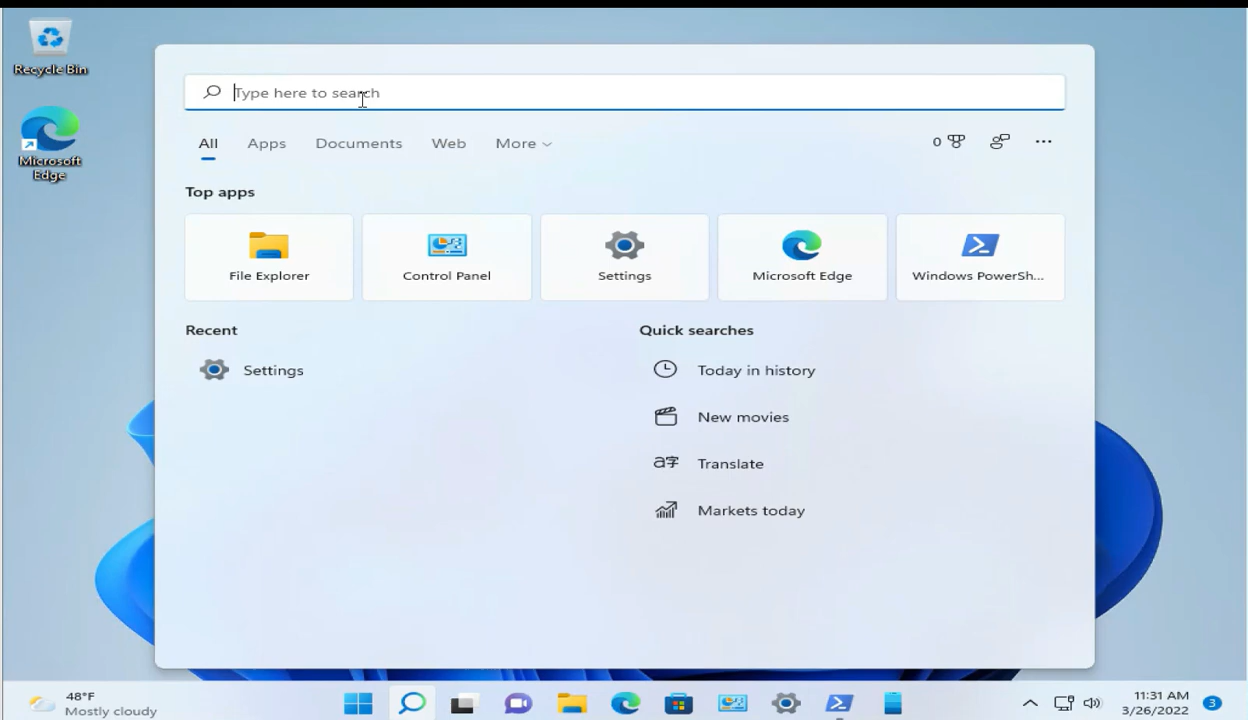 Recycle Bin
Microsoft
Edge
Type here to search
All Apps Documents Web More 0
Top apps
File Explorer Control Panel Settings Microsoft Edge Windows PowerSh...
Recent Quick searches
Settings Today in history
New movies
Translate
Markets today
48°F
Mostly cloudy
11:31 AM
3/26/2022
3